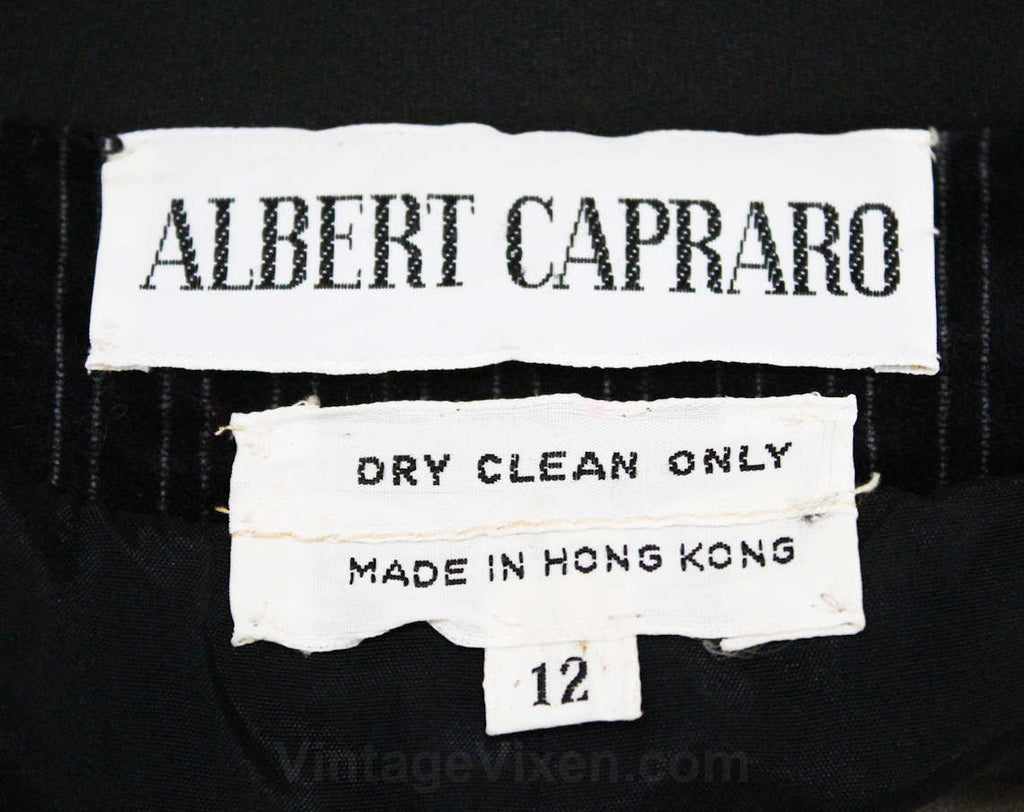 ALBERT CAPRARO
DRY CLEAN ONLY
MADE IN HONG KONG
12
VintageVixen.com